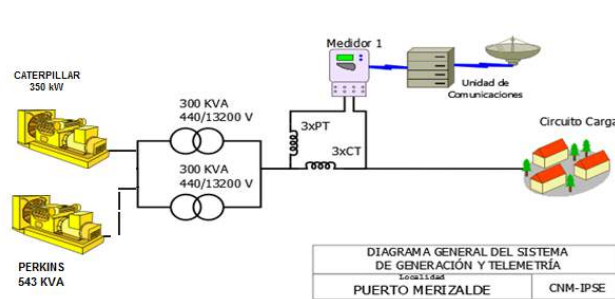 Medidor 1
CATERPILLAR
350 kW
Unidad de
Comunicaciones
300 KVA
440/13200 V
3xPT
3xCT
Circuito Carga
300 KVA
440/13200 V
PERKINS
543 KVA
DIAGRAMA GENERAL DEL SISTEMA
DE GENERACIÓN Y TELEMETRÍA
Localidad
PUERTO MERIZALDE
CNM-IPSE